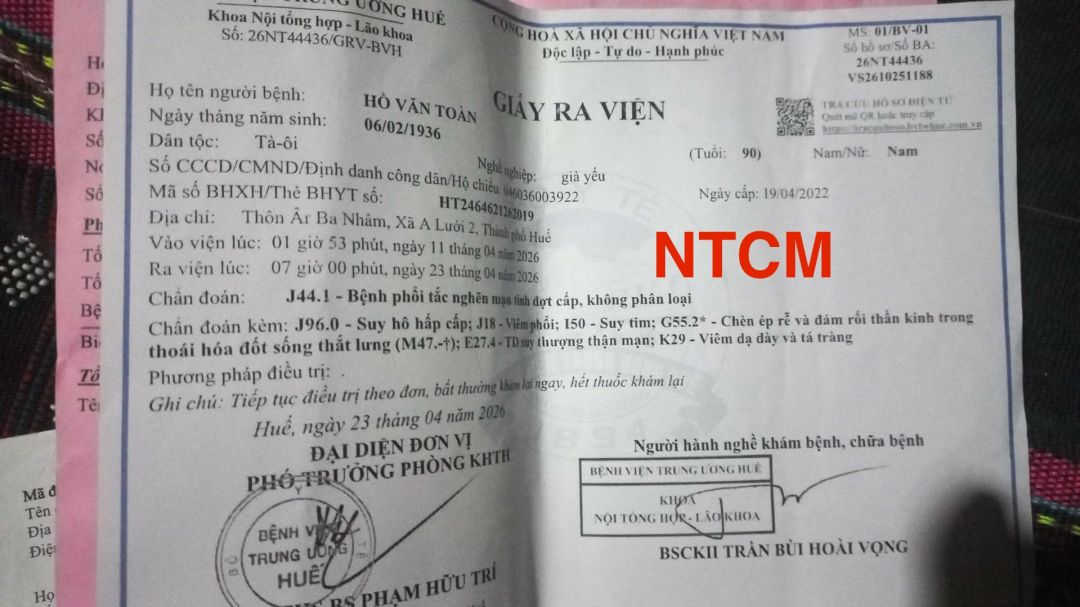 TRUNG ƯƠNG HUẾ
Khoa Nội tổng hợp - Lão khoa
Số: 26NT44436/GRV-BVH
CỘNG HOÀ XÃ HỘI CHỦ NGHĨA VIỆT NAM
Độc lập - Tự do - Hạnh phúc
MS: 01/BV-01
Số hồ sơ/Số BA:
26NT44436
VS2610251188
GIẤY RA VIỆN
TRA CỨU HỒ SƠ ĐIỆN TỬ
Quét mã QR hoặc truy cập
Họ tên người bệnh: HỒ VĂN TOÀN
Ngày tháng năm sinh: 06/02/1936 (Tuổi: 90) Nam/Nữ: Nam
Dân tộc: Tà-ôi Nghề nghiệp: già yếu
Số CCCD/CMND/Định danh công dân/Hộ chiếu: 046036003922 Ngày cấp: 19/04/2022
Mã số BHXH/Thẻ BHYT số: HT2464621262019
Địa chỉ: Thôn Âr Ba Nhâm, Xã A Lưới 2, Thành phố Huế
Vào viện lúc: 01 giờ 53 phút, ngày 11 tháng 04 năm 2026
Ra viện lúc: 07 giờ 00 phút, ngày 23 tháng 04 năm 2026
NTCM
Chẩn đoán: J44.1 - Bệnh phổi tắc nghẽn mạn tính đợt cấp, không phân loại
Chẩn đoán kèm: J96.0 - Suy hô hấp cấp; J18 - Viêm phổi; I50 - Suy tim; G55.2* - Chèn ép rễ và đám rối thần kinh trong
thoái hóa đốt sống thắt lưng (M47.-†); E27.4 - TD suy thượng thận mạn; K29 - Viêm dạ dày và tá tràng
Phương pháp điều trị: .
Ghi chú: Tiếp tục điều trị theo đơn, bất thường khám lại ngay, hết thuốc khám lại
Huế, ngày 23 tháng 04 năm 2026
ĐẠI DIỆN ĐƠN VỊ
PHÓ TRƯỞNG PHÒNG KHTH
BỆNH VIỆN
TRUNG ƯƠNG
HUẾ
BS PHẠM HỮU TRÍ
Người hành nghề khám bệnh, chữa bệnh
BỆNH VIỆN TRUNG ƯƠNG HUẾ
KHOA
NỘI TỔNG HỢP - LÃO KHOA
BSCKII TRẦN BÙI HOÀI VỌNG
Mã đ
Tên
Địa
Điệ
Họ